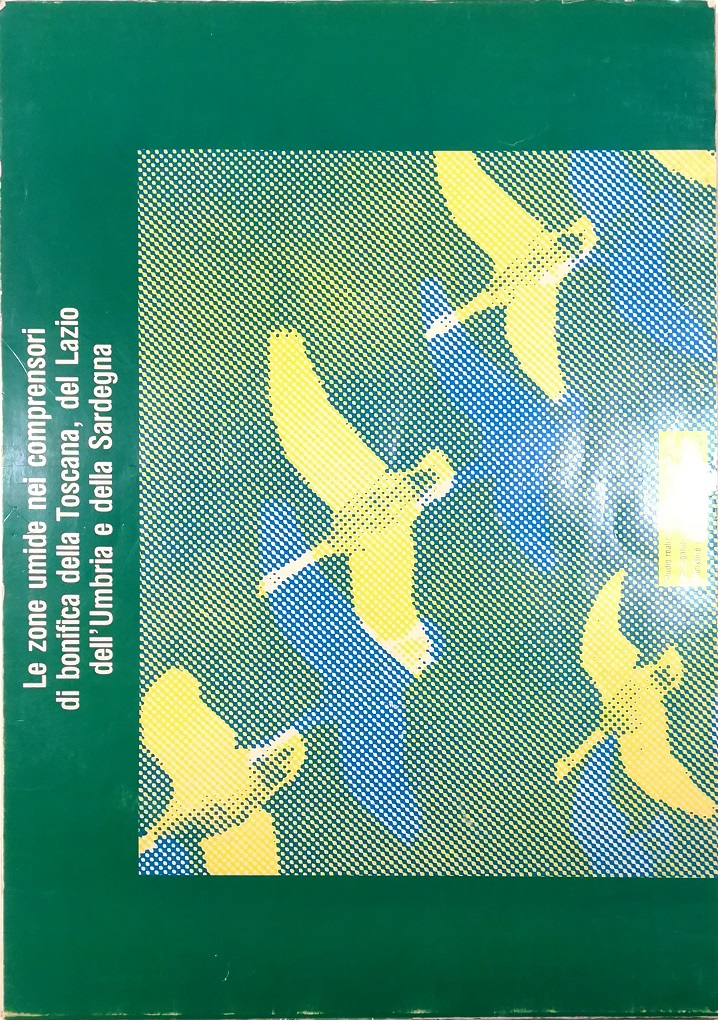 Le zone umide nei comprensori
di bonifica della Toscana, del Lazio
dell'Umbria e della Sardegna